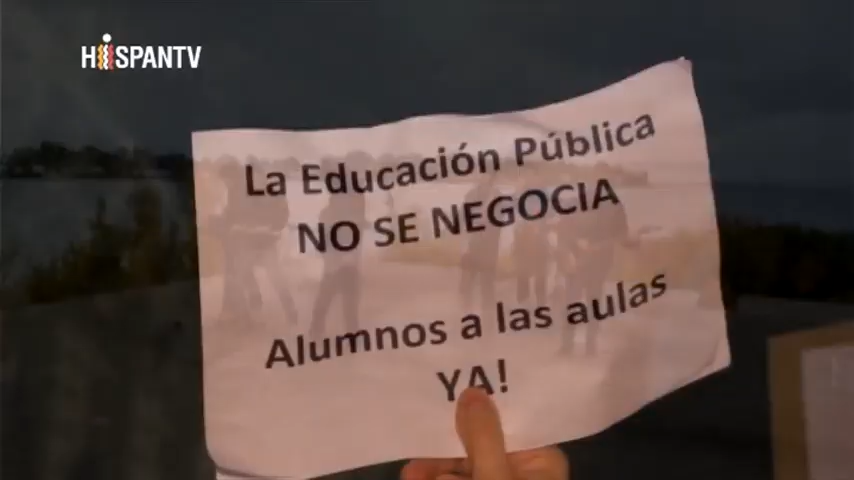 HISPANTV
La Educación Pública
NO SE NEGOCIA
Alumnos a las aulas
YA!